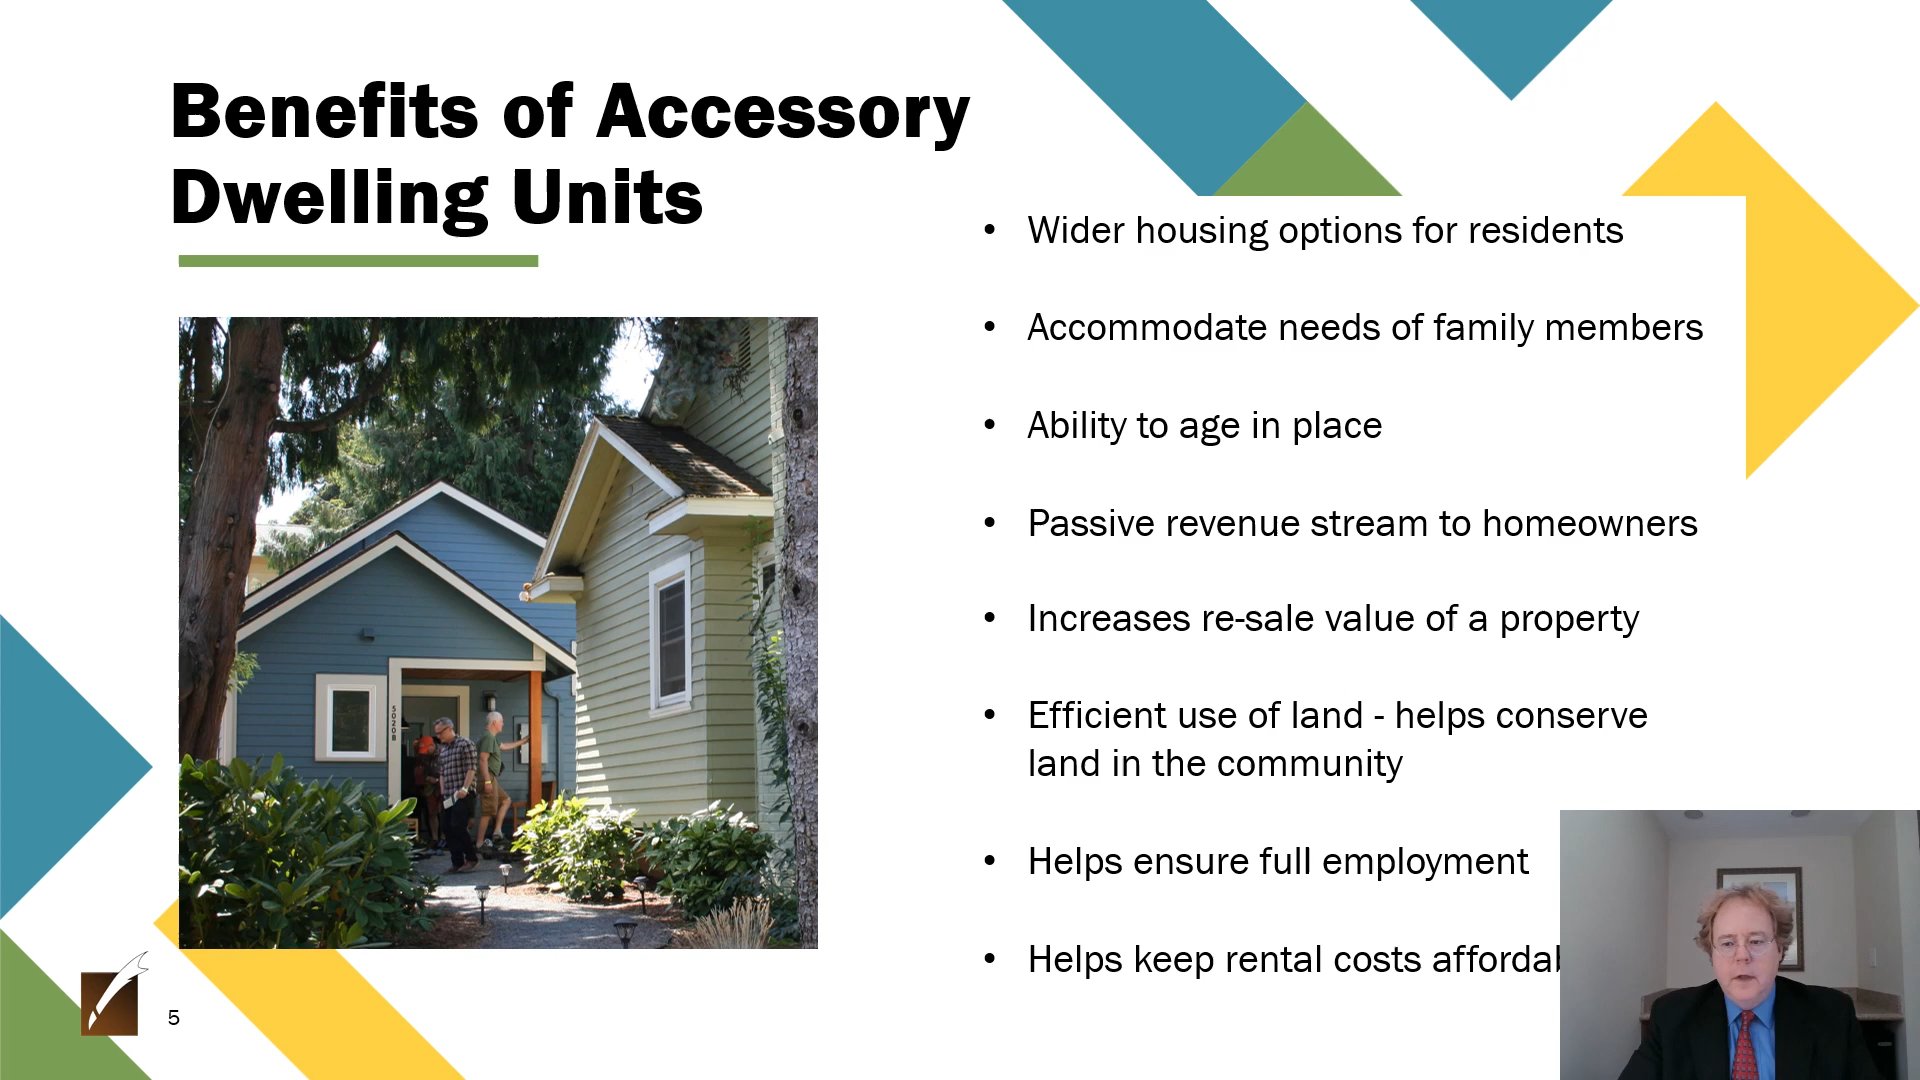 Benefits of Accessory
Dwelling Units
• Wider housing options for residents
• Accommodate needs of family members
• Ability to age in place
• Passive revenue stream to homeowners
• Increases re-sale value of a property
• Efficient use of land - helps conserve
land in the community
• Helps ensure full employment
• Helps keep rental costs
5020B
5